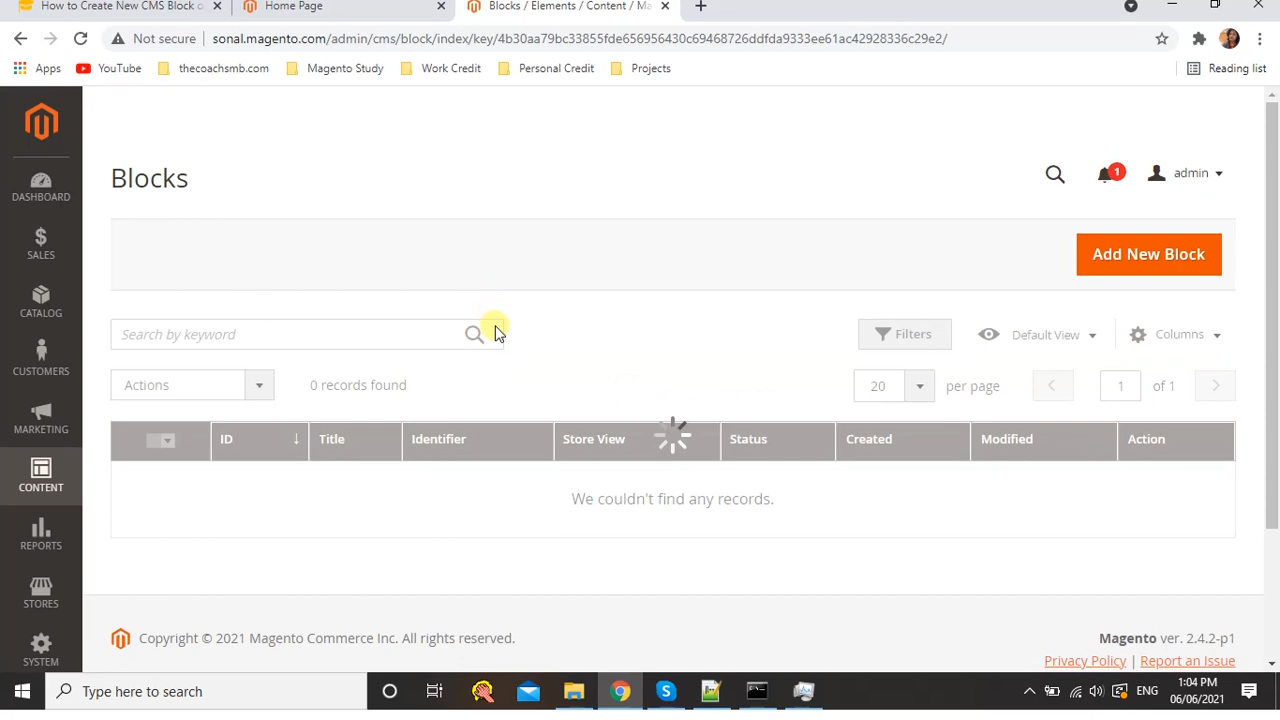 How to Create New CMS Block o
Home Page
Blocks / Elements / Content / Ma
Not secure
sonal.magento.com/admin/cms/block/index/key/4b30aa79bc33855fde656956430c69468726ddfda9333ee61ac42928336c29e2/
Apps
YouTube
thecoachsmb.com
Magento Study
Work Credit
Personal Credit
Projects
Reading list
DASHBOARD
SALES
CATALOG
CUSTOMERS
MARKETING
CONTENT
REPORTS
STORES
SYSTEM
Blocks
1
admin
Add New Block
Search by keyword
Filters
Default View
Columns
Actions
0 records found
20
per page
1
of 1
ID
Title
Identifier
Store View
Status
Created
Modified
Action
We couldn't find any records.
Copyright © 2021 Magento Commerce Inc. All rights reserved.
Magento ver. 2.4.2-p1
Privacy Policy | Report an Issue
Type here to search
ENG
1:04 PM
06/06/2021